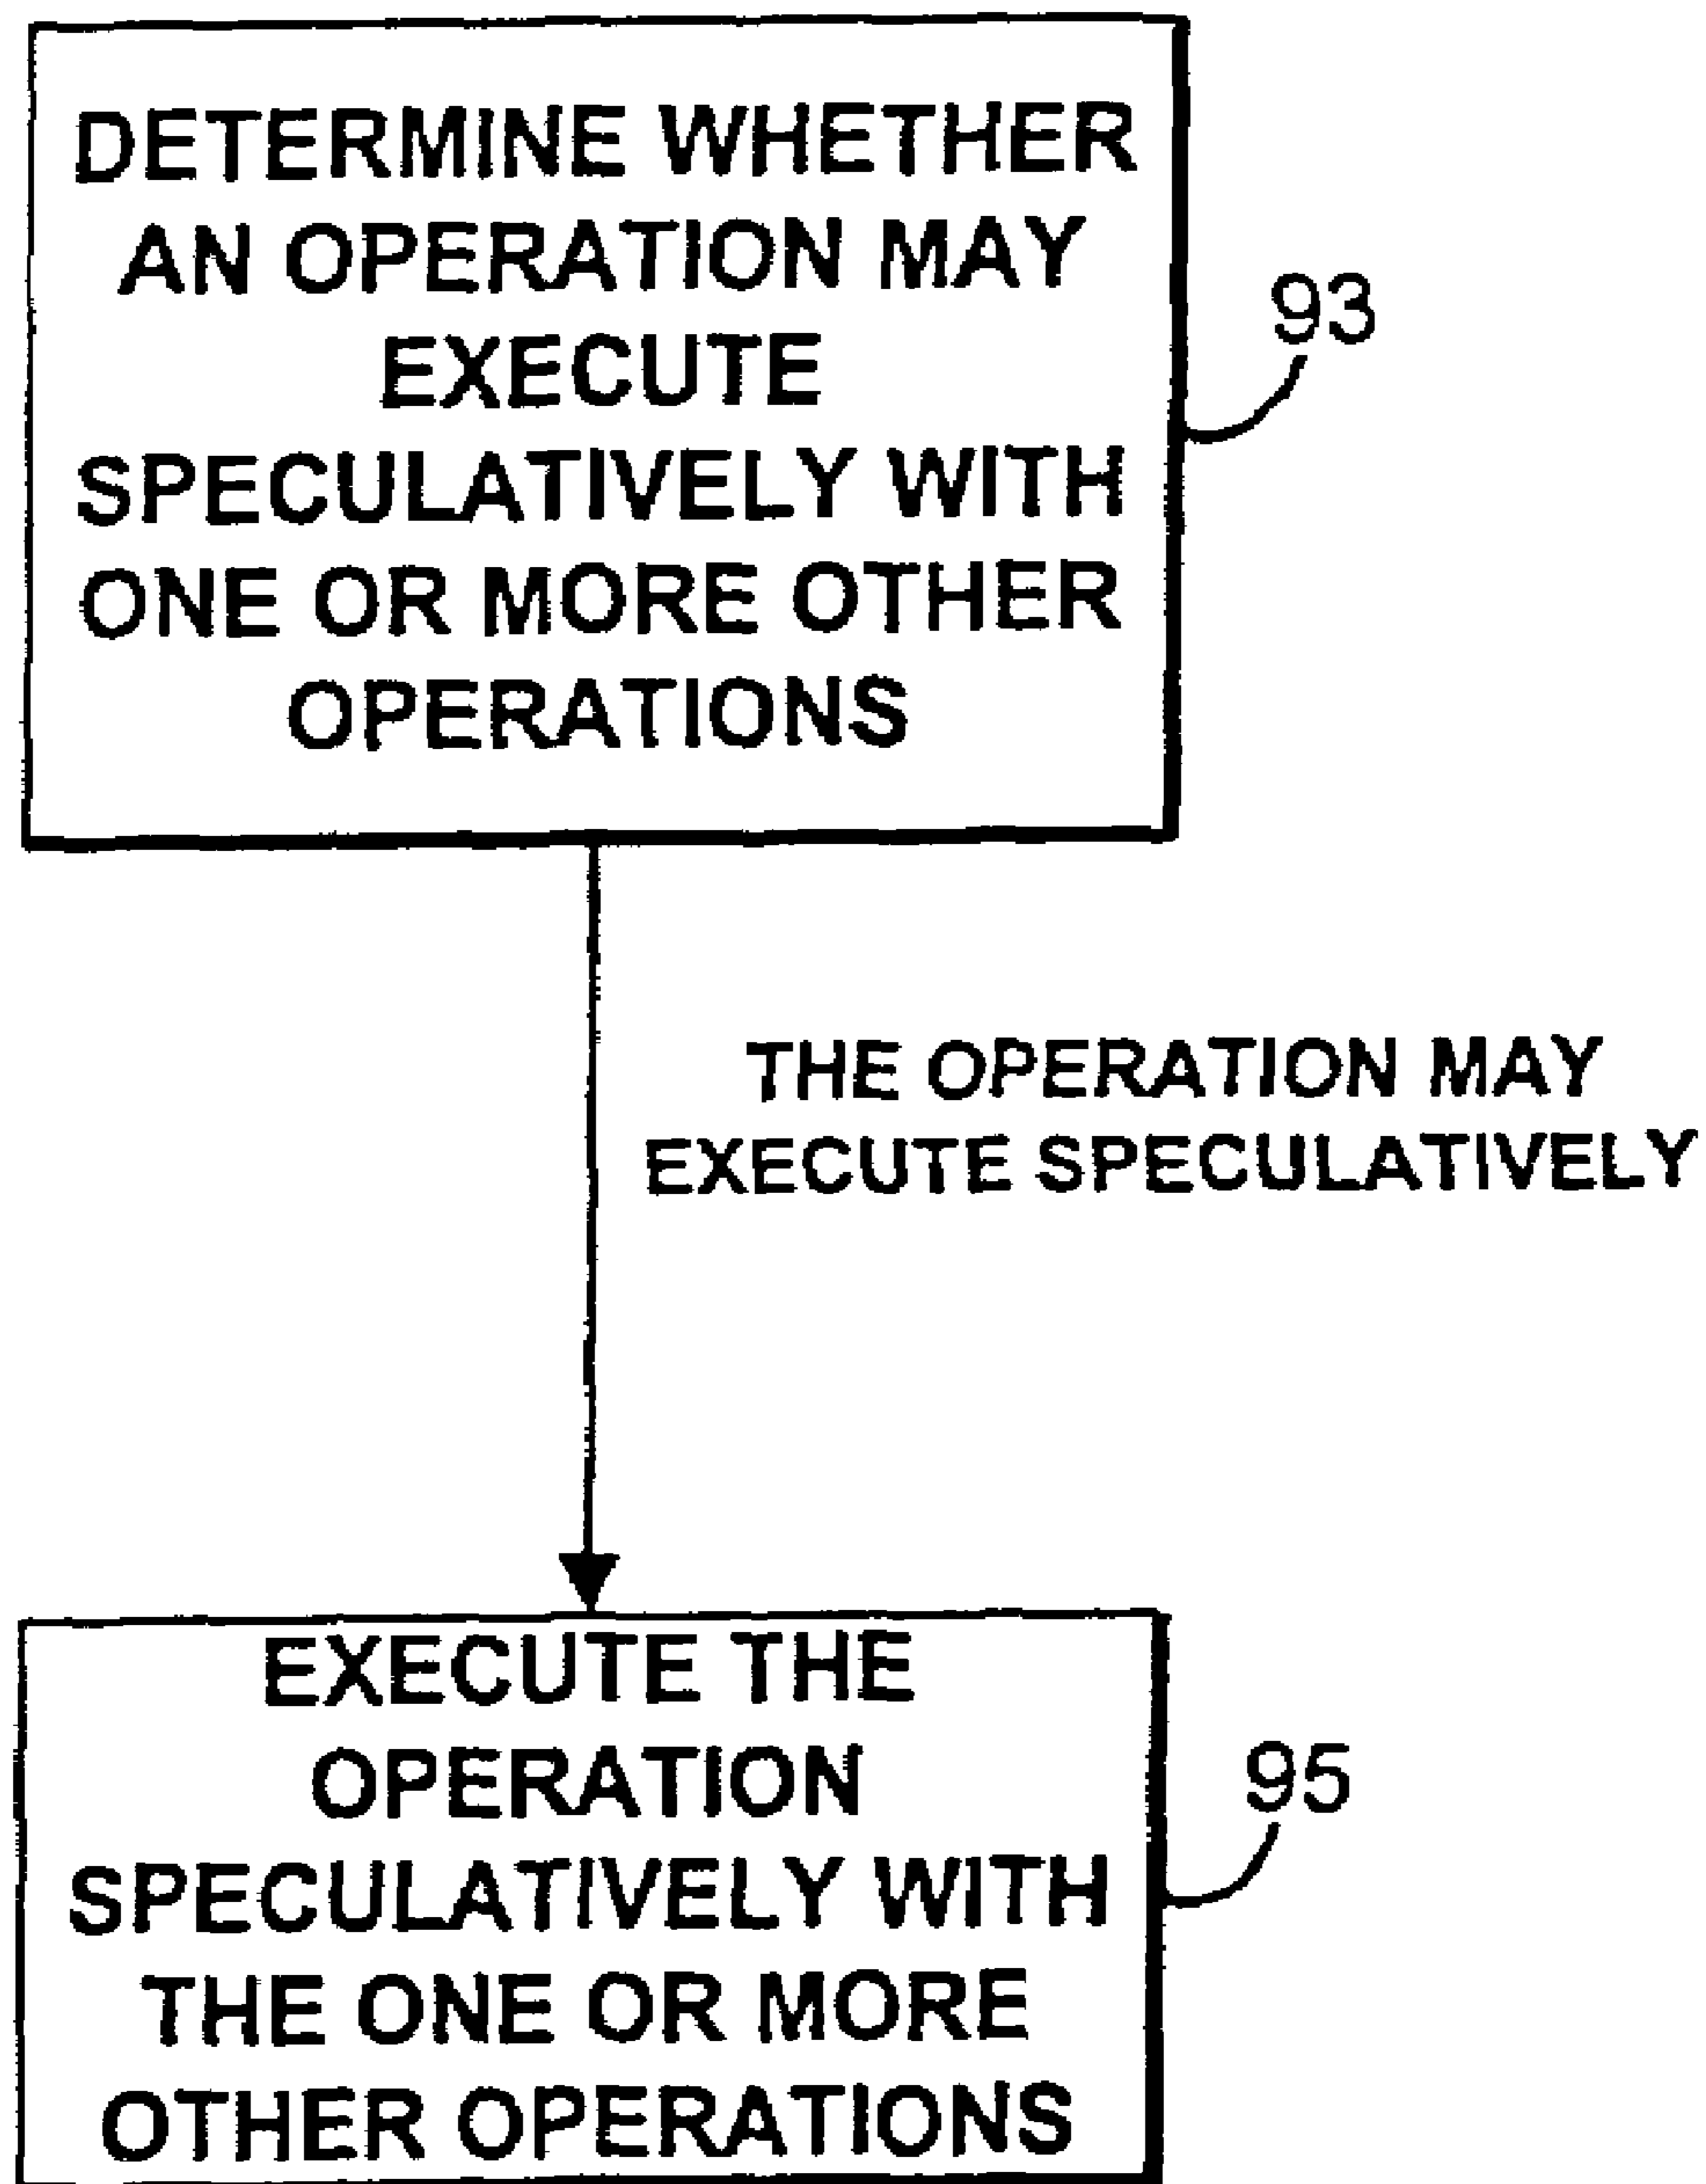 DETERMINE WHETHER
AN OPERATION MAY
EXECUTE
SPECULATIVELY WITH
ONE OR MORE OTHER
OPERATIONS
93
THE OPERATION MAY
EXECUTE SPECULATIVELY
EXECUTE THE
OPERATION
SPECULATIVELY WITH
THE ONE OR MORE
OTHER OPERATIONS
95